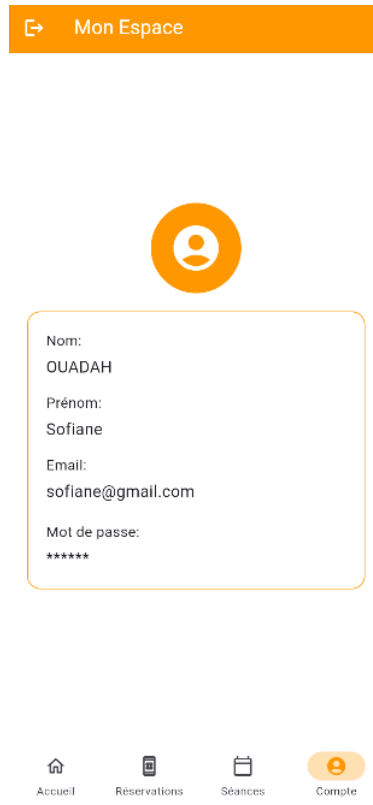 Mon Espace
Nom:
OUADAH
Prénom:
Sofiane
Email:
sofiane@gmail.com
Mot de passe:
******
Accueil Réservations Séances Compte